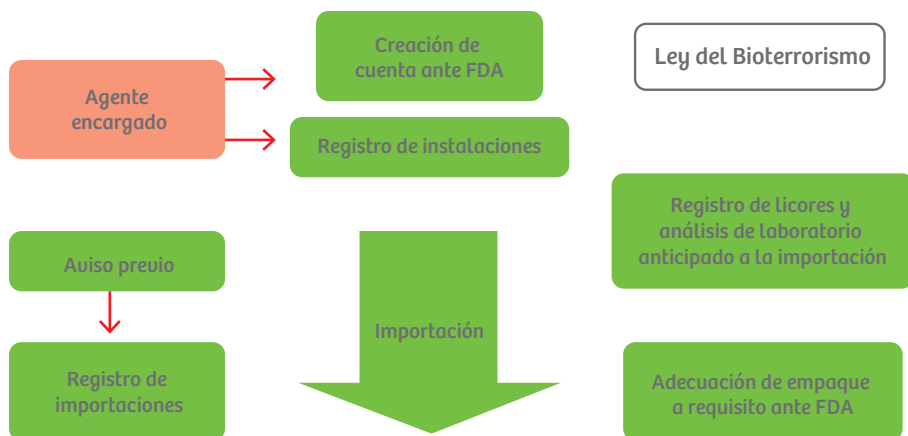 Creación de
cuenta ante FDA
Ley del Bioterrorismo
Agente
encargado
Registro de instalaciones
Registro de licores y
análisis de laboratorio
anticipado a la importación
Aviso previo
Importación
Registro de
importaciones
Adecuación de empaque
a requisito ante FDA